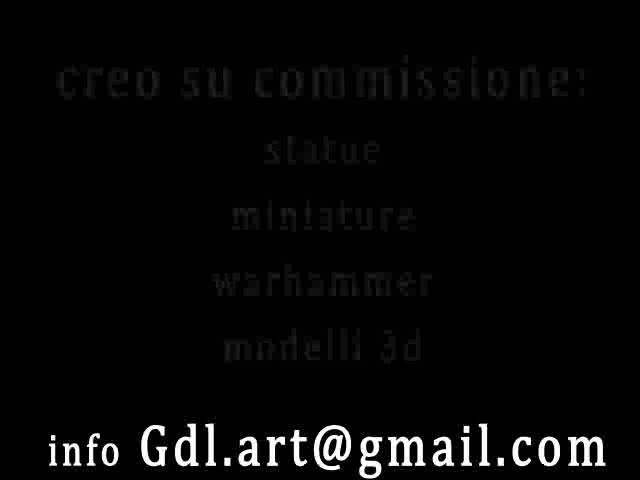 creo su commissione:
statue
miniature
warhammer
modelli 3d
info Gdl.art@gmail.com